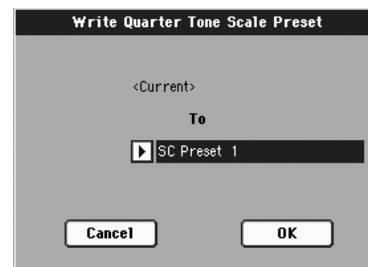 Write Quarter Tone Scale Preset
<Current>
To
SC Preset 1
Cancel OK